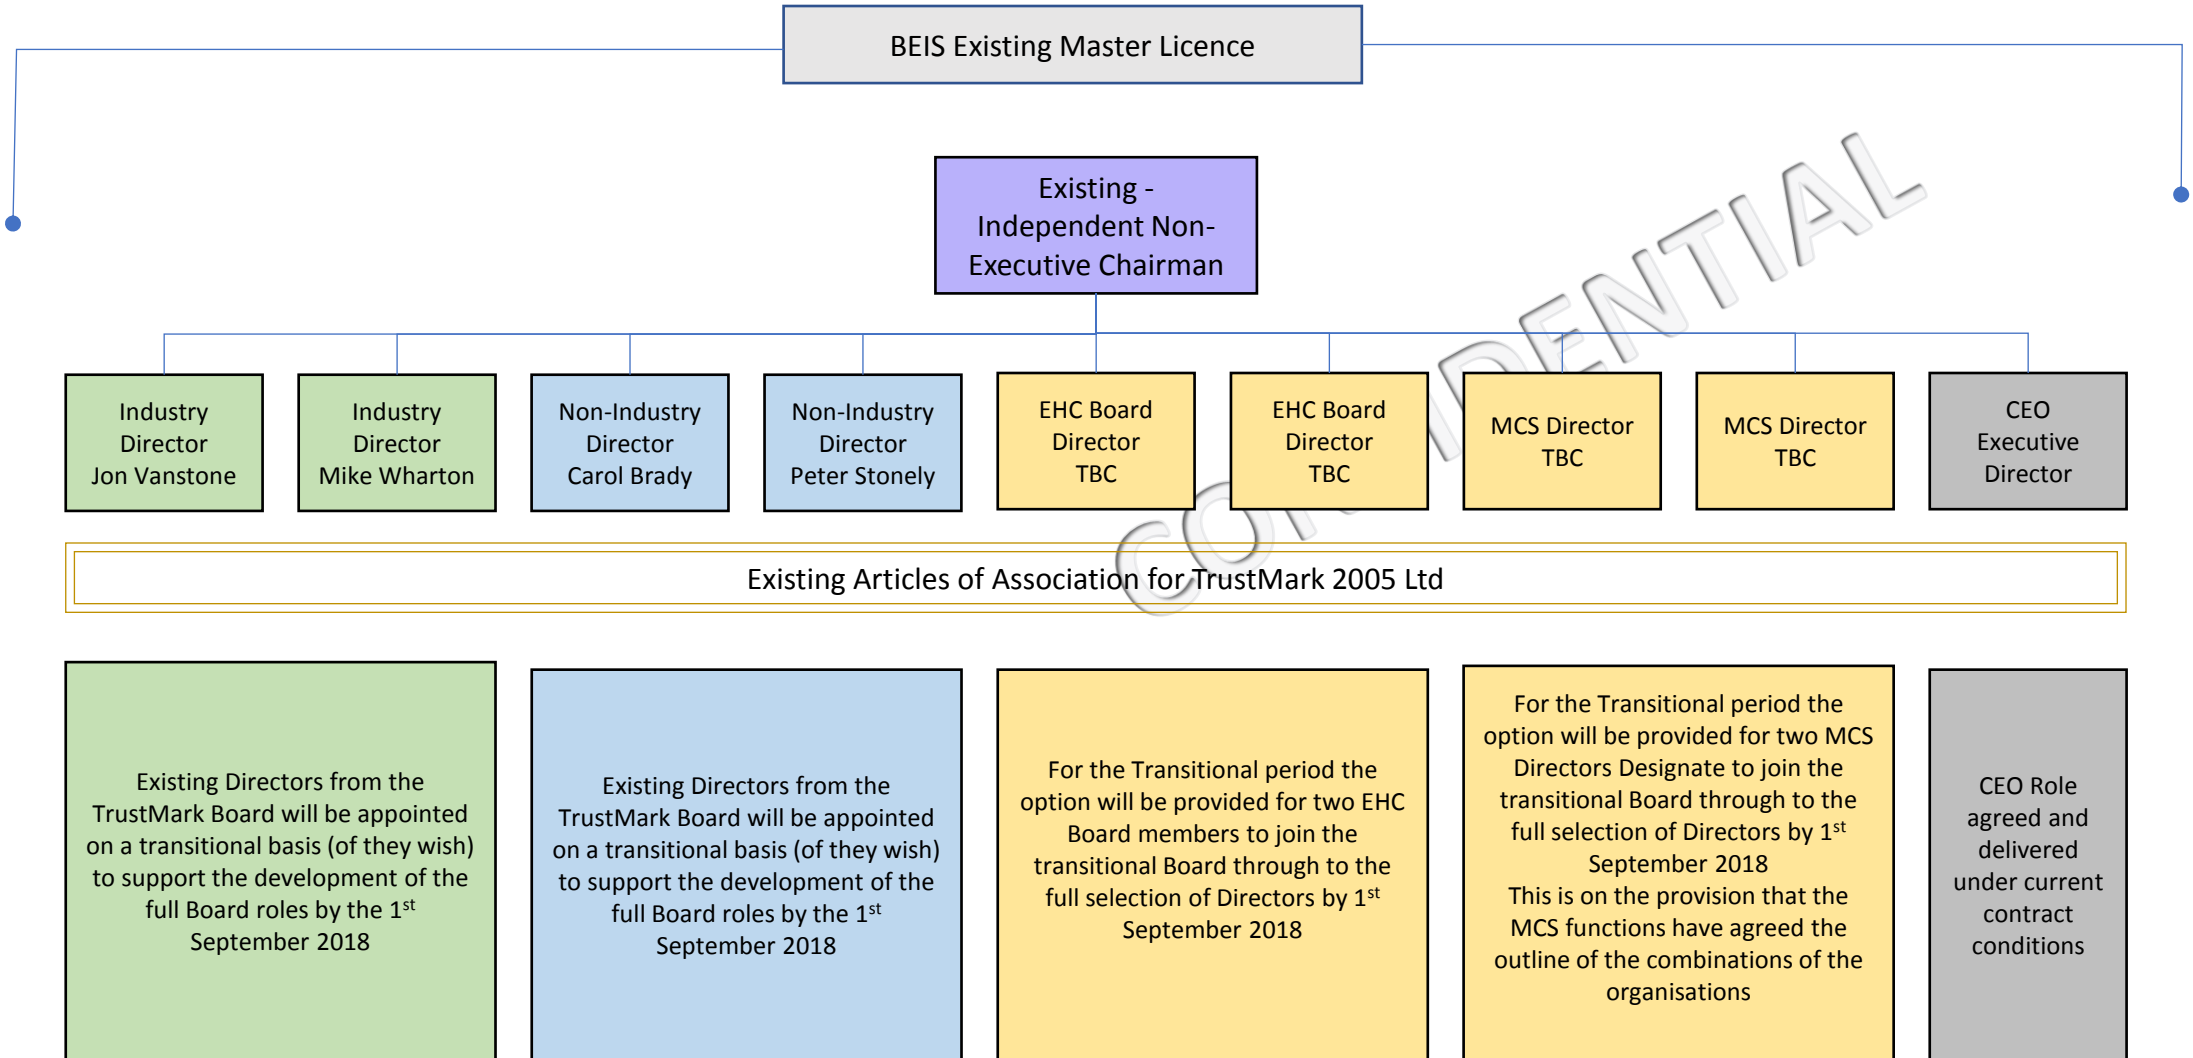 BEIS Existing Master Licence
Existing -
Independent Non-
Executive Chairman
Industry
Director
Jon Vanstone
Industry
Director
Mike Wharton
Non-Industry
Director
Carol Brady
Non-Industry
Director
Peter Stonely
EHC Board
Director
TBC
EHC Board
Director
TBC
MCS Director
TBC
MCS Director
TBC
CEO
Executive
Director
CONFIDENTIAL
Existing Articles of Association for TrustMark 2005 Ltd
Existing Directors from the
TrustMark Board will be appointed
on a transitional basis (of they wish)
to support the development of the
full Board roles by the 1st
September 2018
Existing Directors from the
TrustMark Board will be appointed
on a transitional basis (of they wish)
to support the development of the
full Board roles by the 1st
September 2018
For the Transitional period the
option will be provided for two EHC
Board members to join the
transitional Board through to the
full selection of Directors by 1st
September 2018
For the Transitional period the
option will be provided for two MCS
Directors Designate to join the
transitional Board through to the
full selection of Directors by 1st
September 2018
This is on the provision that the
MCS functions have agreed the
outline of the combinations of the
organisations
CEO Role
agreed and
delivered
under current
contract
conditions